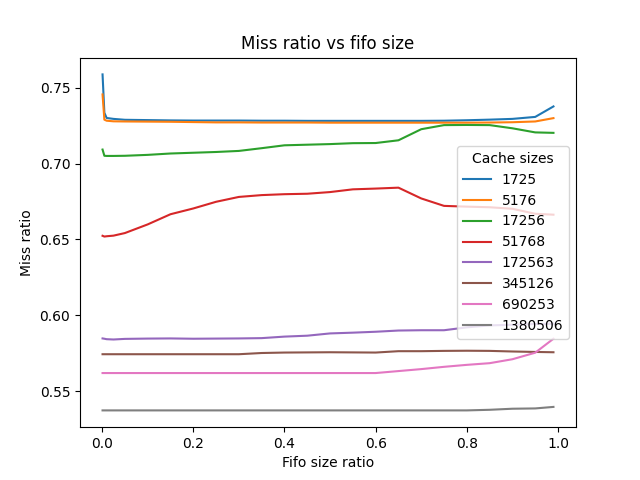 Miss ratio vs fifo size
Miss ratio
0.75
0.70
0.65
0.60
0.55
Cache sizes
1725
5176
17256
51768
172563
345126
690253
1380506
0.0 0.2 0.4 0.6 0.8 1.0
Fifo size ratio